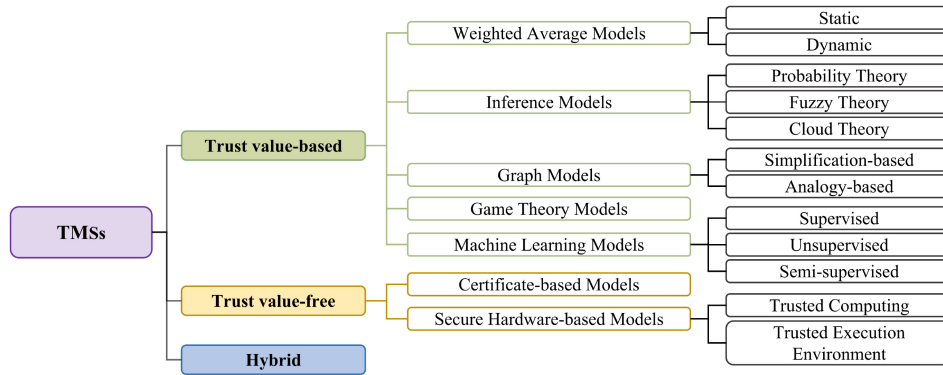 TMSs
Trust value-based
Weighted Average Models
Static
Dynamic
Inference Models
Probability Theory
Fuzzy Theory
Cloud Theory
Graph Models
Simplification-based
Analogy-based
Game Theory Models
Machine Learning Models
Supervised
Unsupervised
Semi-supervised
Trust value-free
Certificate-based Models
Secure Hardware-based Models
Trusted Computing
Trusted Execution
Environment
Hybrid